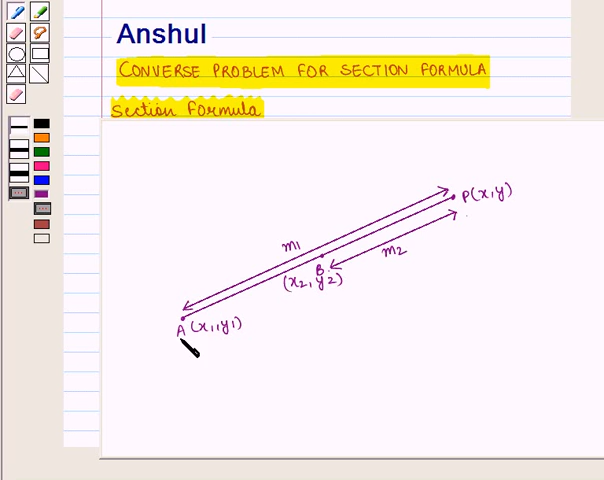 Anshul
CONVERSE PROBLEM FOR SECTION FORMULA
Section Formula
P(x,y)
m1
m2
B
(x2, y2)
A (x1,y1)